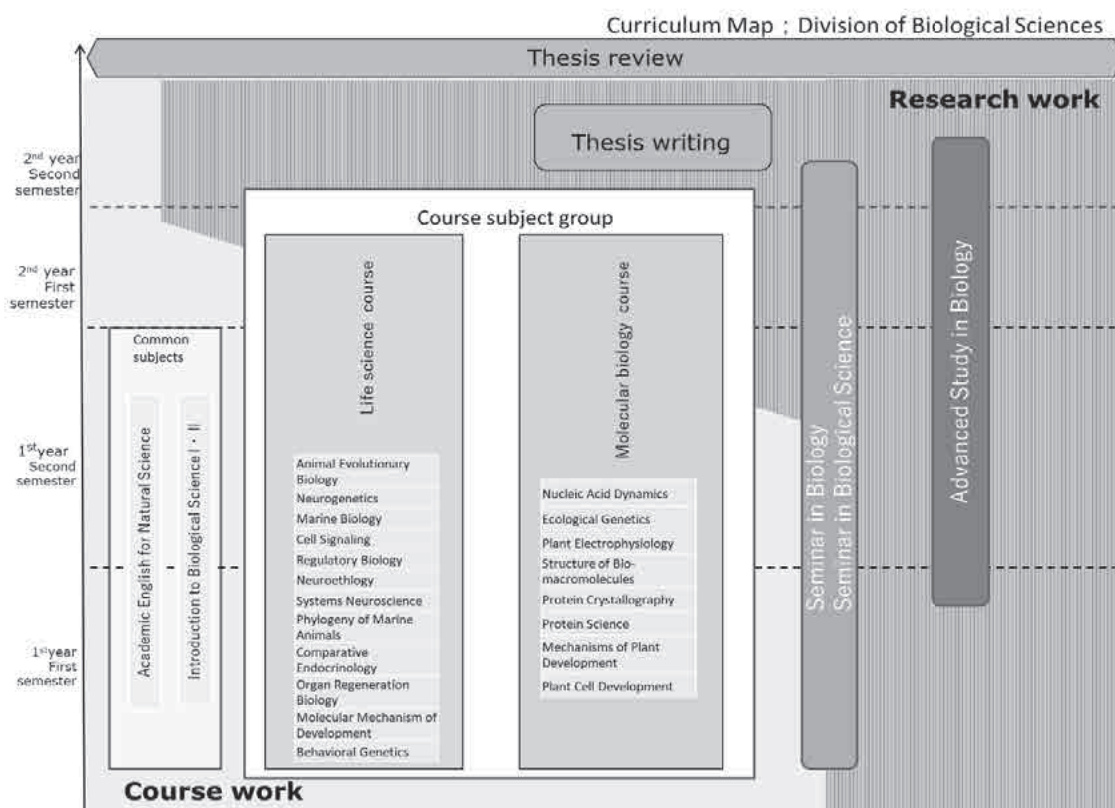 Curriculum Map ; Division of Biological Sciences
Thesis review
Research work
Thesis writing
2nd year
Second
semester
2nd year
First
semester
1st year
Second
semester
1st year
First
semester
Course subject group
Common
subjects
Academic English for Natural Science
Introduction to Biological Science I・II
Life science course
Animal Evolutionary
Biology
Neurogenetics
Marine Biology
Cell Signaling
Regulatory Biology
Neuroethlogy
Systems Neuroscience
Phylogeny of Marine
Animals
Comparative
Endocrinology
Organ Regeneration
Biology
Molecular Mechanism of
Development
Behavioral Genetics
Molecular biology course
Nucleic Acid Dynamics
Ecological Genetics
Plant Electrophysiology
Structure of Bio-
macromolecules
Protein Crystallography
Protein Science
Mechanisms of Plant
Development
Plant Cell Development
Seminar in Biology
Seminar in Biological Science
Advanced Study in Biology
Course work